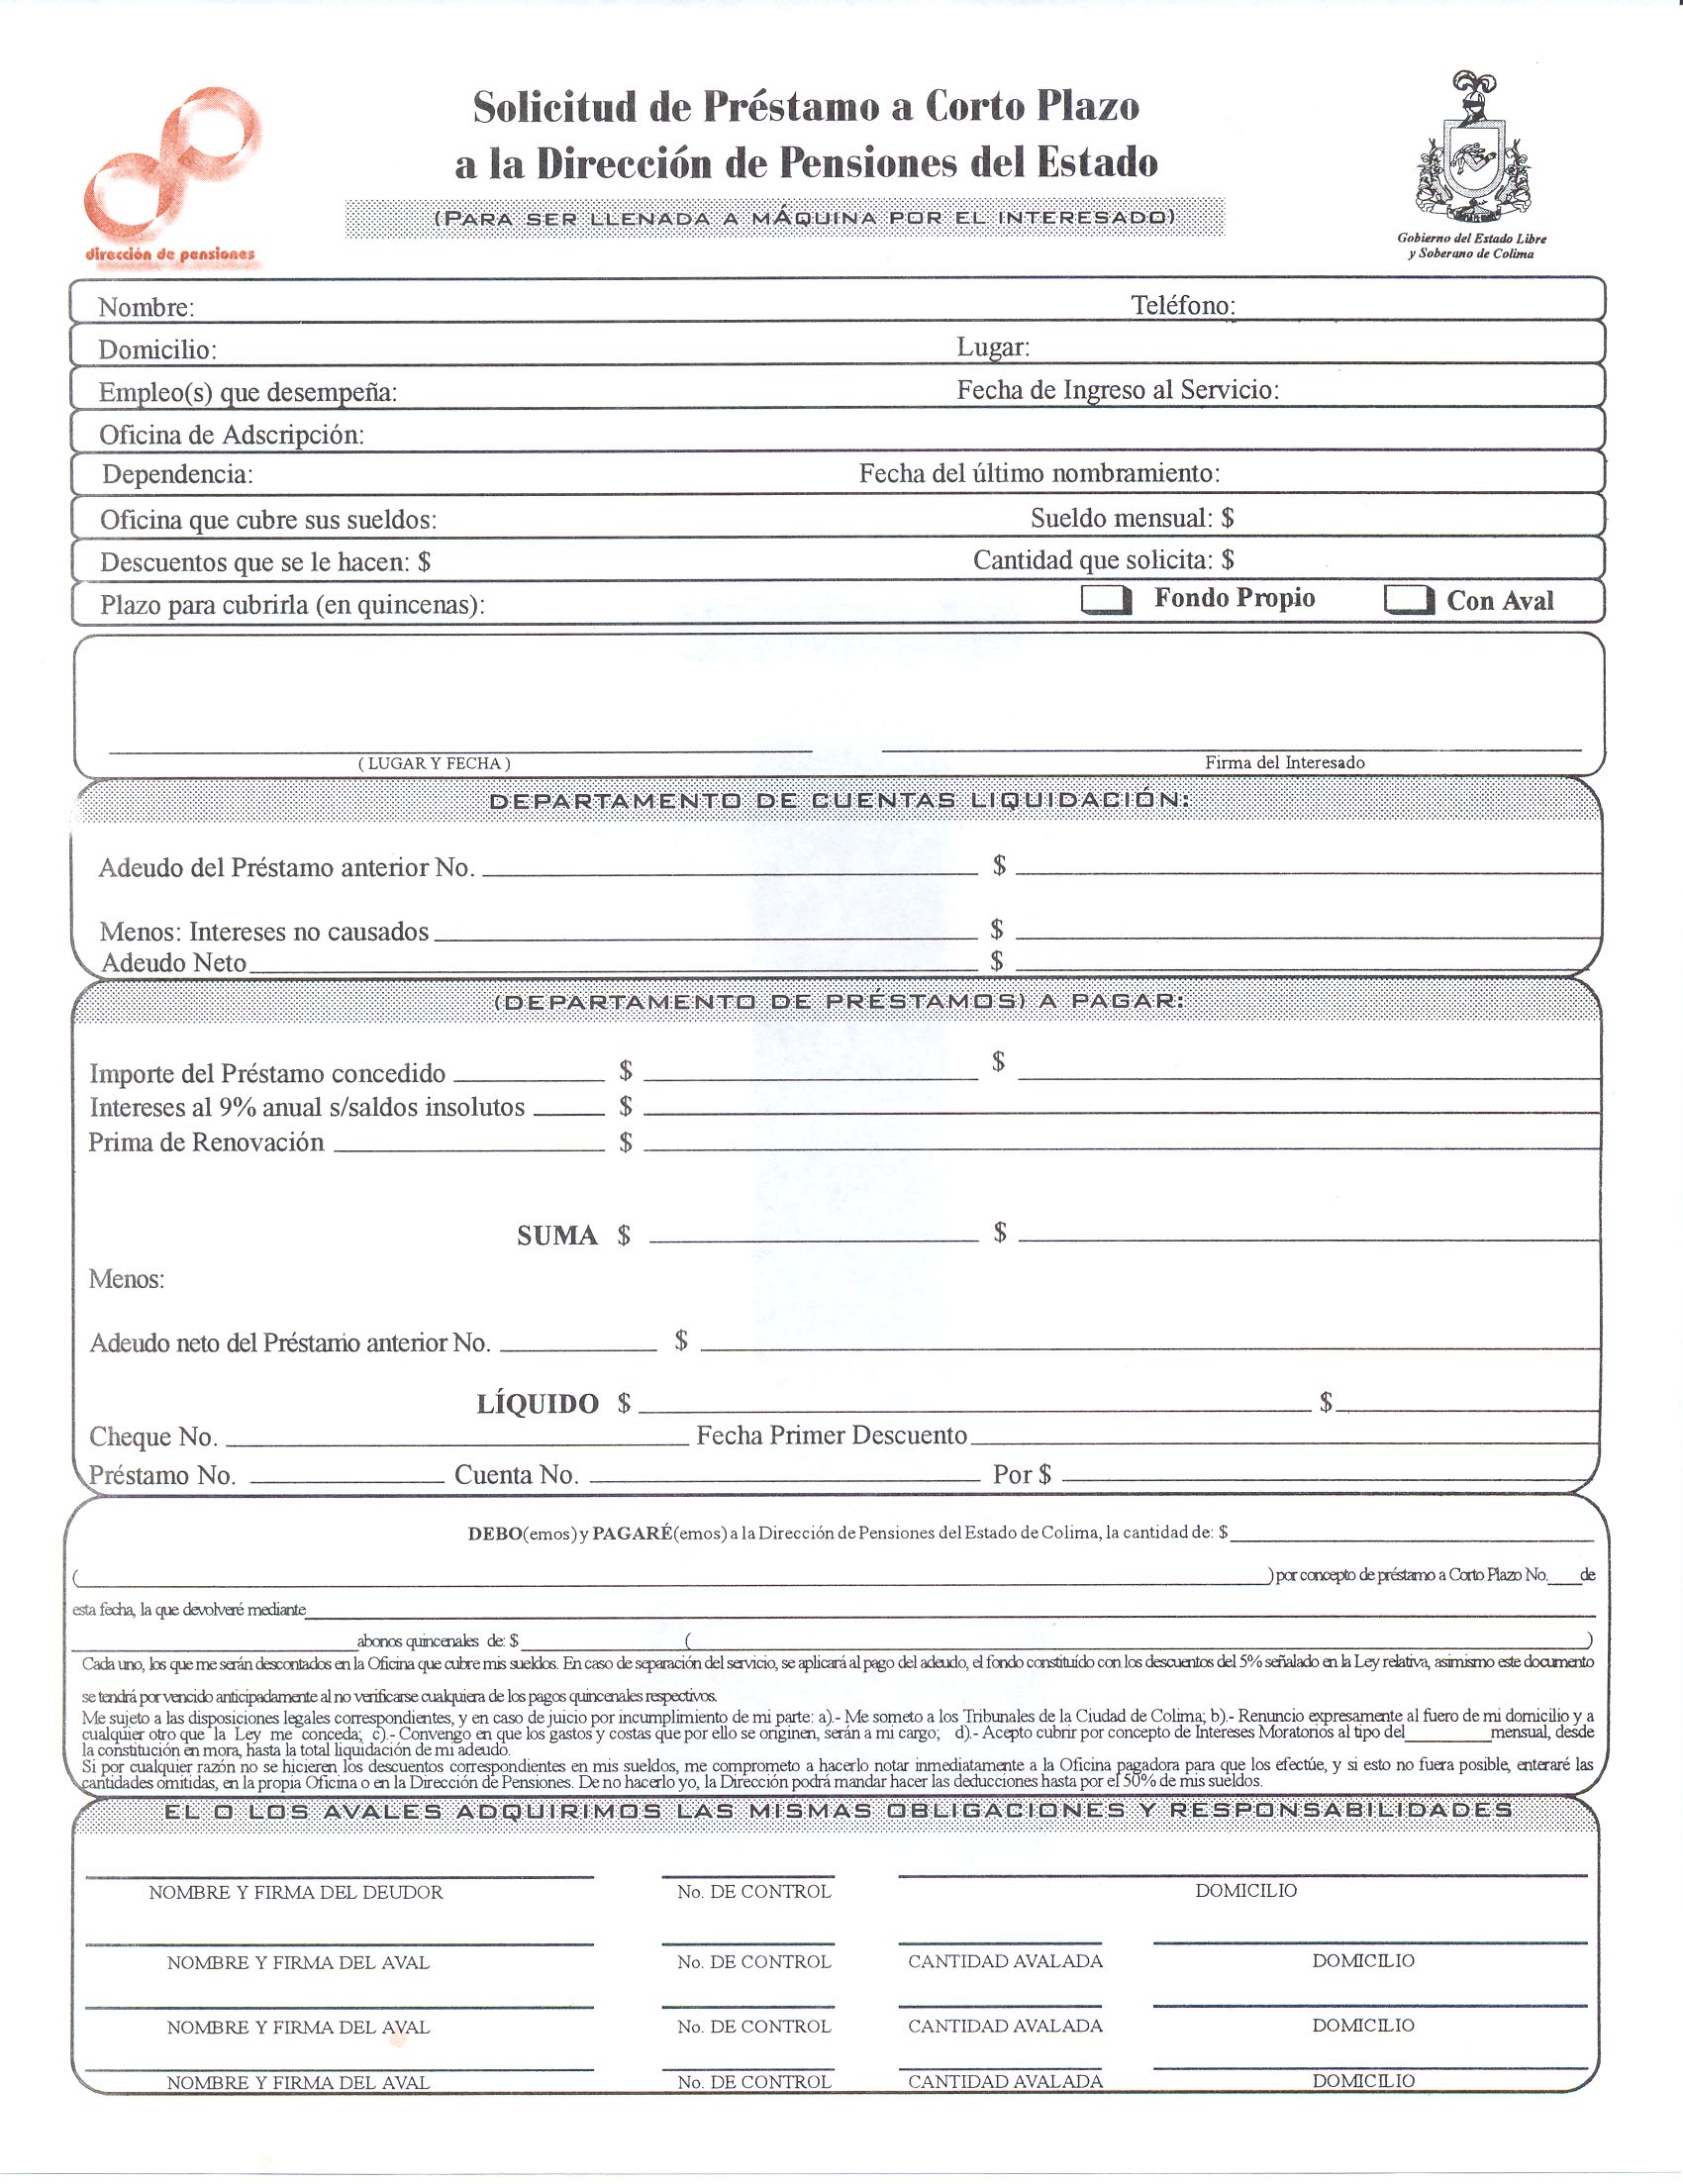 Solicitud de Préstamo a Corto Plazo
a la Dirección de Pensiones del Estado
(PARA SER LLENADA A MÁQUINA POR EL INTERESADO)
dirección de pensiones
Gobierno del Estado Libre
y Soberano de Colima
Nombre: Teléfono:
Domicilio: Lugar:
Empleo(s) que desempeña: Fecha de Ingreso al Servicio:
Oficina de Adscripción:
Dependencia: Fecha del último nombramiento:
Oficina que cubre sus sueldos: Sueldo mensual: $
Descuentos que se le hacen: $ Cantidad que solicita: $
Plazo para cubrirla (en quincenas): Fondo Propio Con Aval
( LUGAR Y FECHA ) Firma del Interesado
DEPARTAMENTO DE CUENTAS LIQUIDACIÓN:
Adeudo del Préstamo anterior No. $
Menos: Intereses no causados $
Adeudo Neto $
(DEPARTAMENTO DE PRÉSTAMOS) A PAGAR:
Importe del Préstamo concedido $ $
Intereses al 9% anual s/saldos insolutos $
Prima de Renovación $
SUMA $ $
Menos:
Adeudo neto del Préstamo anterior No. $
LÍQUIDO $ $
Cheque No. Fecha Primer Descuento
Préstamo No. Cuenta No. Por $
DEBO(emos) y PAGARÉ(emos) a la Dirección de Pensiones del Estado de Colima, la cantidad de: $
( ) por concepto de préstamo a Corto Plazo No. de
esta fecha, la que devolveré mediante
abonos quincenales de: $ ( )
Cada uno, los que me serán descontados en la Oficina que cubre mis sueldos. En caso de separación del servicio, se aplicará al pago del adeudo, el fondo constituído con los descuentos del 5% señalado en la Ley relativa, asimismo este documento
se tendrá por vencido anticipadamente al no verificarse cualquiera de los pagos quincenales respectivos.
Me sujeto a las disposiciones legales correspondientes, y en caso de juicio por incumplimiento de mi parte: a).- Me someto a los Tribunales de la Ciudad de Colima; b).- Renuncio expresamente al fuero de mi domicilio y a
cualquier otro que la Ley me conceda; c).- Convengo en que los gastos y costas que por ello se originen, serán a mi cargo; d).- Acepto cubrir por concepto de Intereses Moratorios al tipo del mensual, desde
la constitución en mora, hasta la total liquidación de mi adeudo.
Si por cualquier razón no se hicieren los descuentos correspondientes en mis sueldos, me comprometo a hacerlo notar inmediatamente a la Oficina pagadora para que los efectúe, y si esto no fuera posible, enteraré las
cantidades omitidas, en la propia Oficina o en la Dirección de Pensiones. De no hacerlo yo, la Dirección podrá mandar hacer las deducciones hasta por el 50% de mis sueldos.
EL O LOS AVALES ADQUIRIMOS LAS MISMAS OBLIGACIONES Y RESPONSABILIDADES
NOMBRE Y FIRMA DEL DEUDOR No. DE CONTROL DOMICILIO
NOMBRE Y FIRMA DEL AVAL No. DE CONTROL CANTIDAD AVALADA DOMICILIO
NOMBRE Y FIRMA DEL AVAL No. DE CONTROL CANTIDAD AVALADA DOMICILIO
NOMBRE Y FIRMA DEL AVAL No. DE CONTROL CANTIDAD AVALADA DOMICILIO